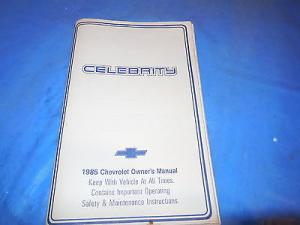 CELEBRITY
1985 Chevrolet Owner's Manual
Keep With Vehicle At All Times.
Contains Important Operating
Safety & Maintenance Instructions.